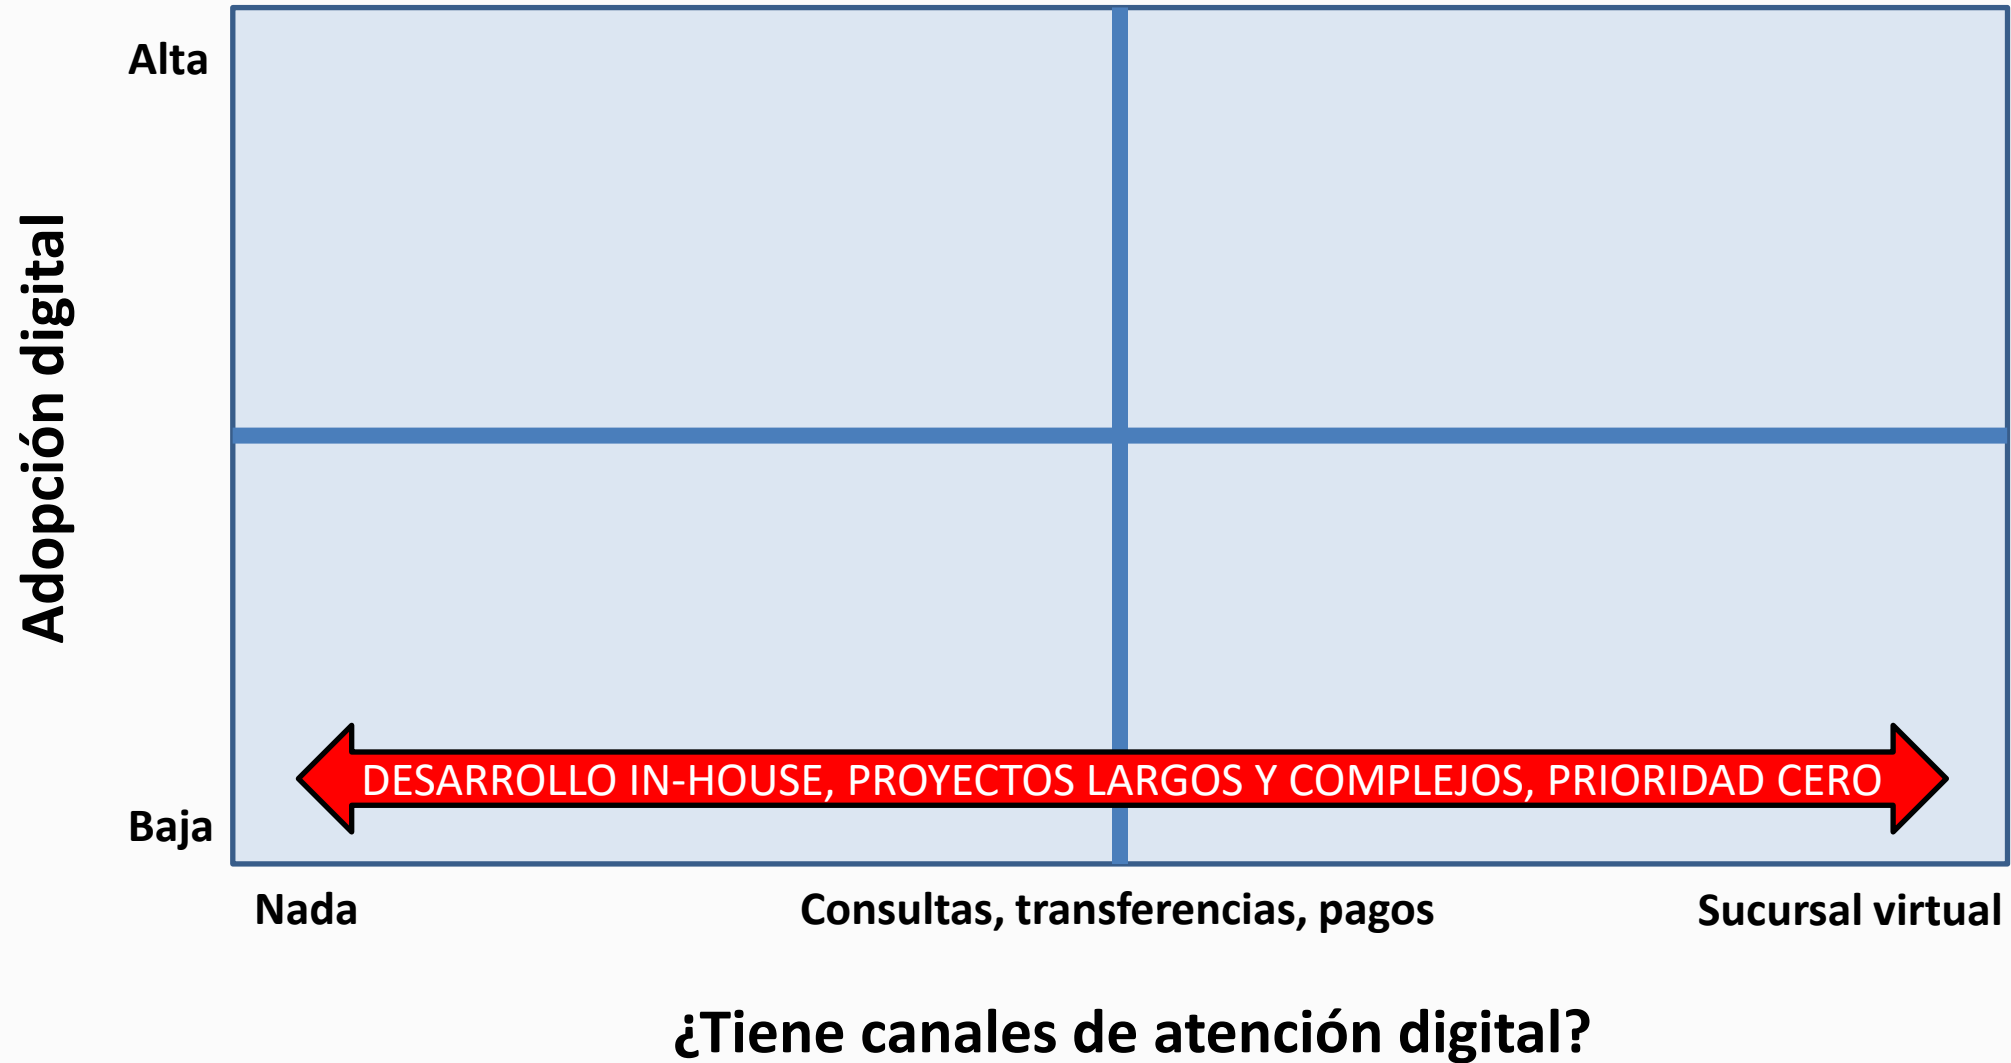 Alta
Adopción digital
DESARROLLO IN-HOUSE, PROYECTOS LARGOS Y COMPLEJOS, PRIORIDAD CERO
Baja
Nada
Consultas, transferencias, pagos
Sucursal virtual
¿Tiene canales de atención digital?